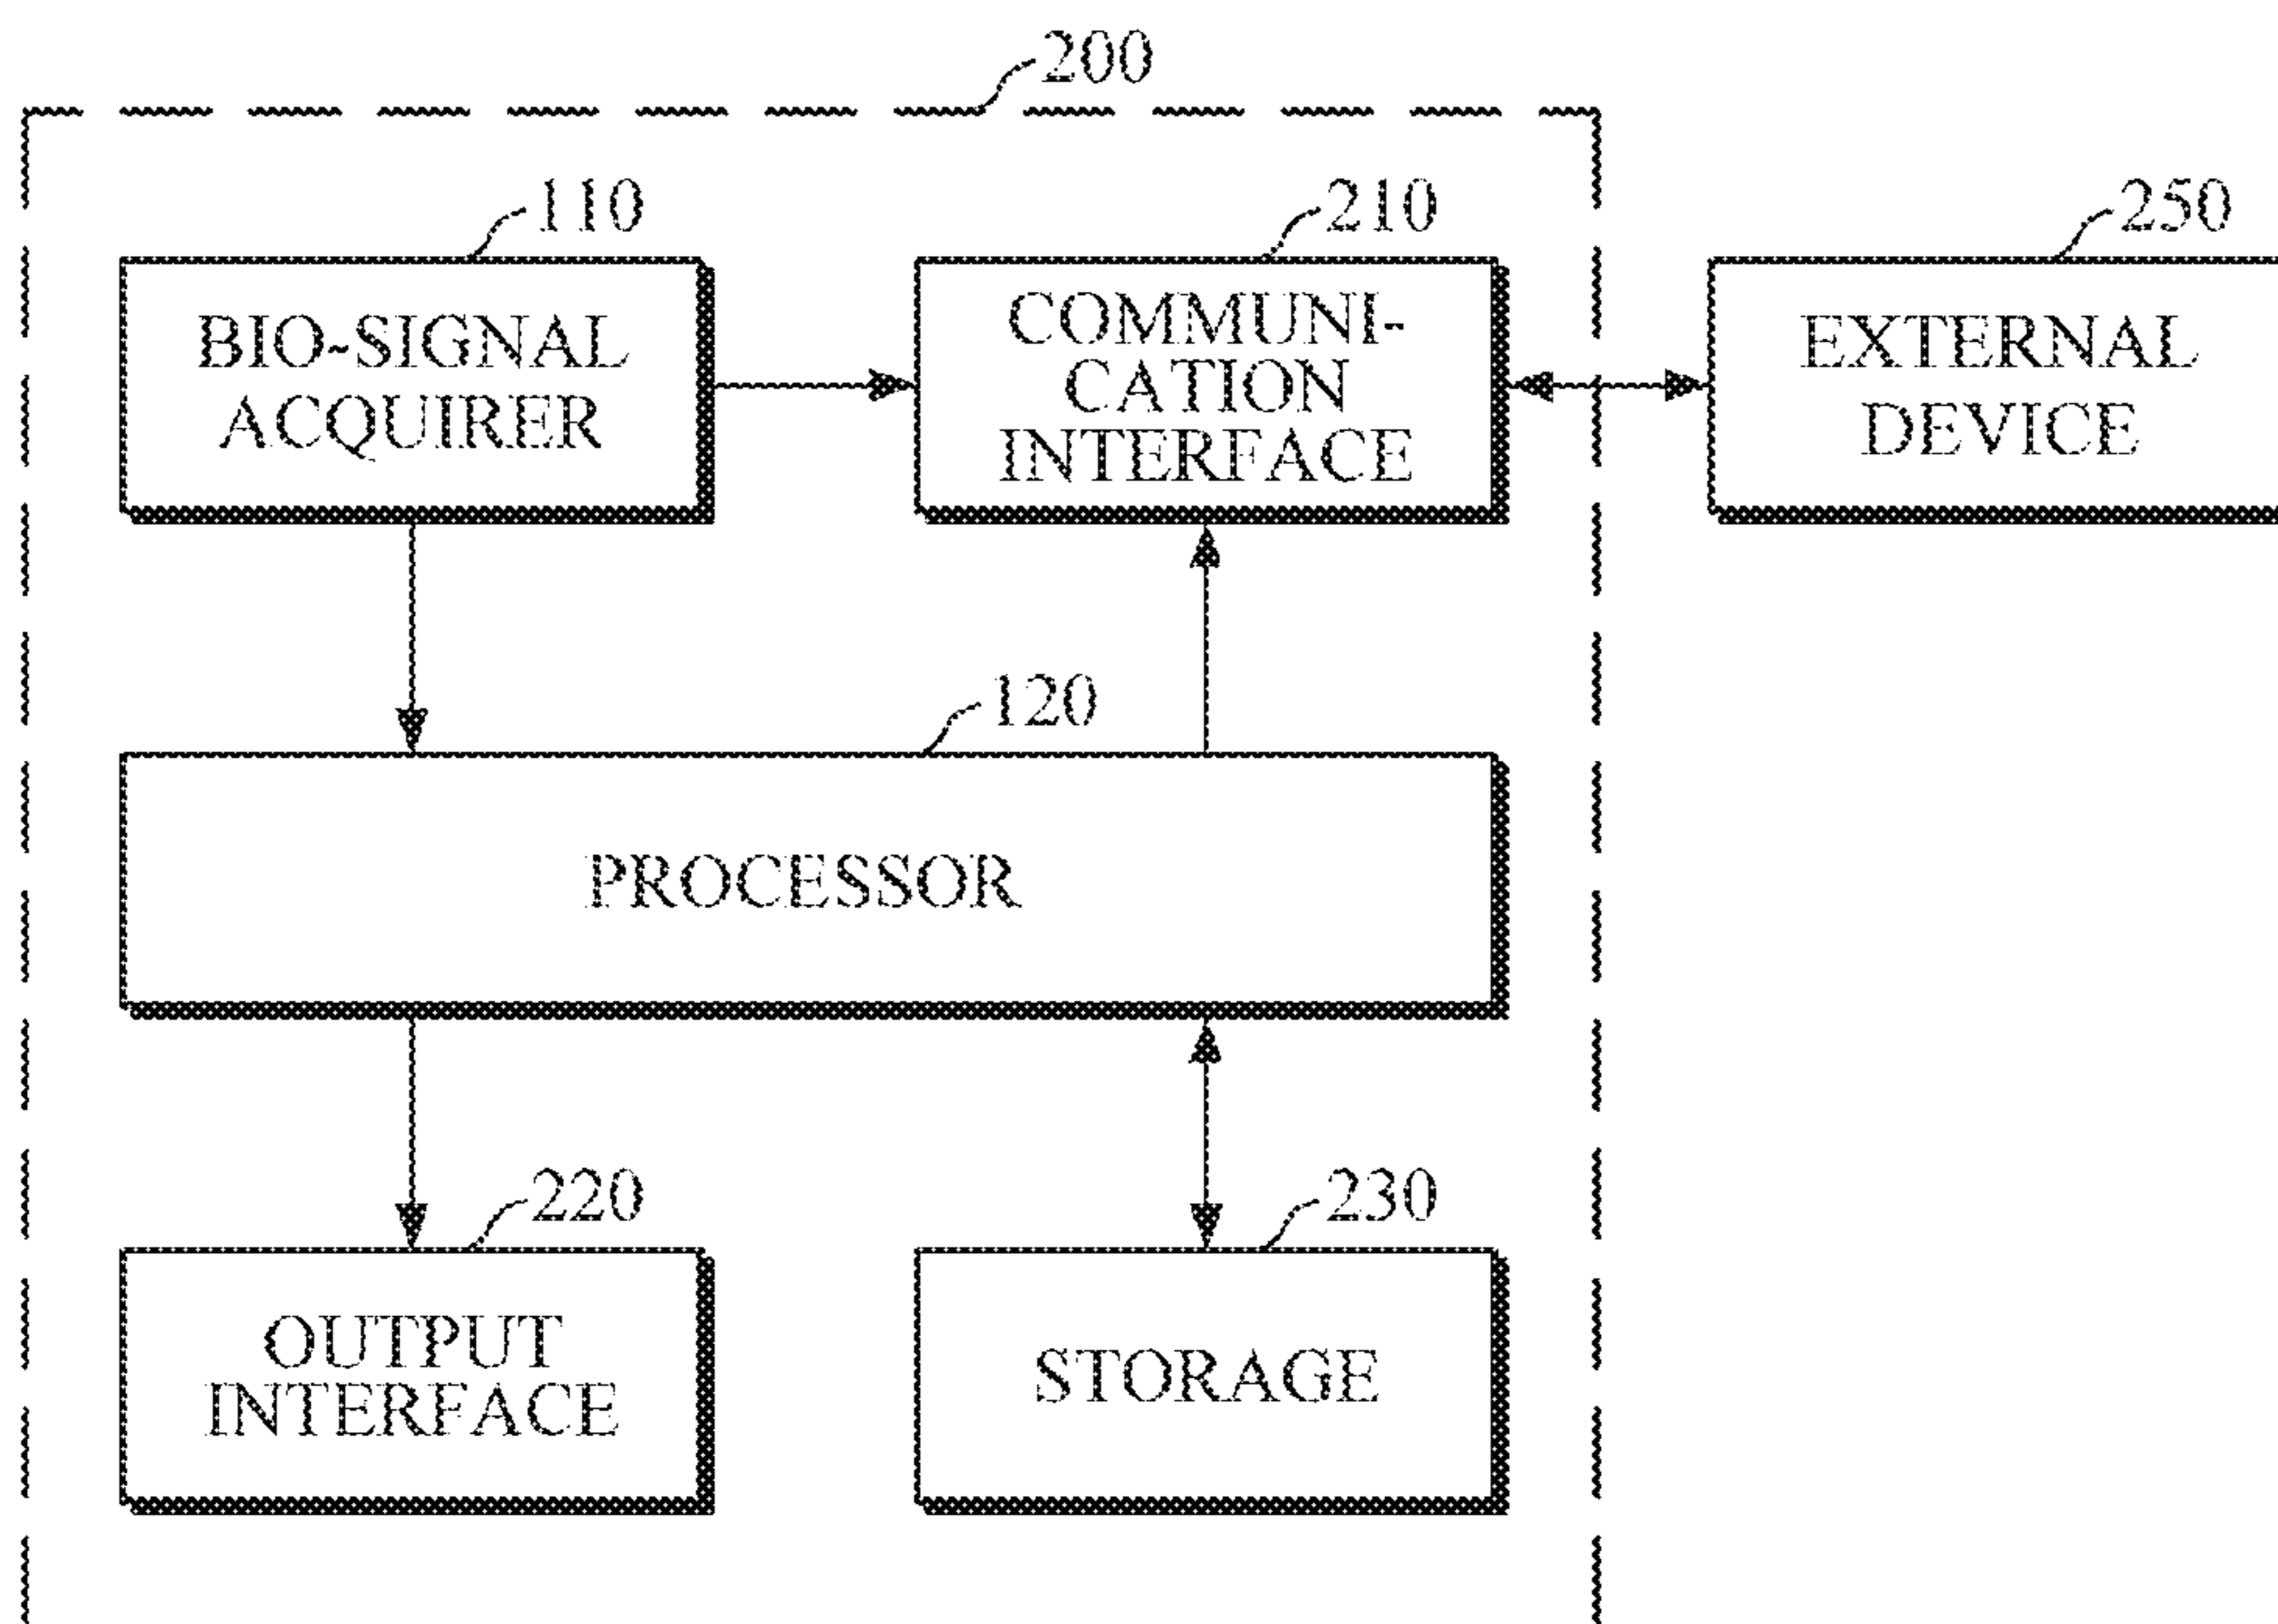 200
110
210
250
BIO-SIGNAL
ACQUIRER
COMMUNI-
CATION
INTERFACE
EXTERNAL
DEVICE
120
PROCESSOR
220
230
OUTPUT
INTERFACE
STORAGE